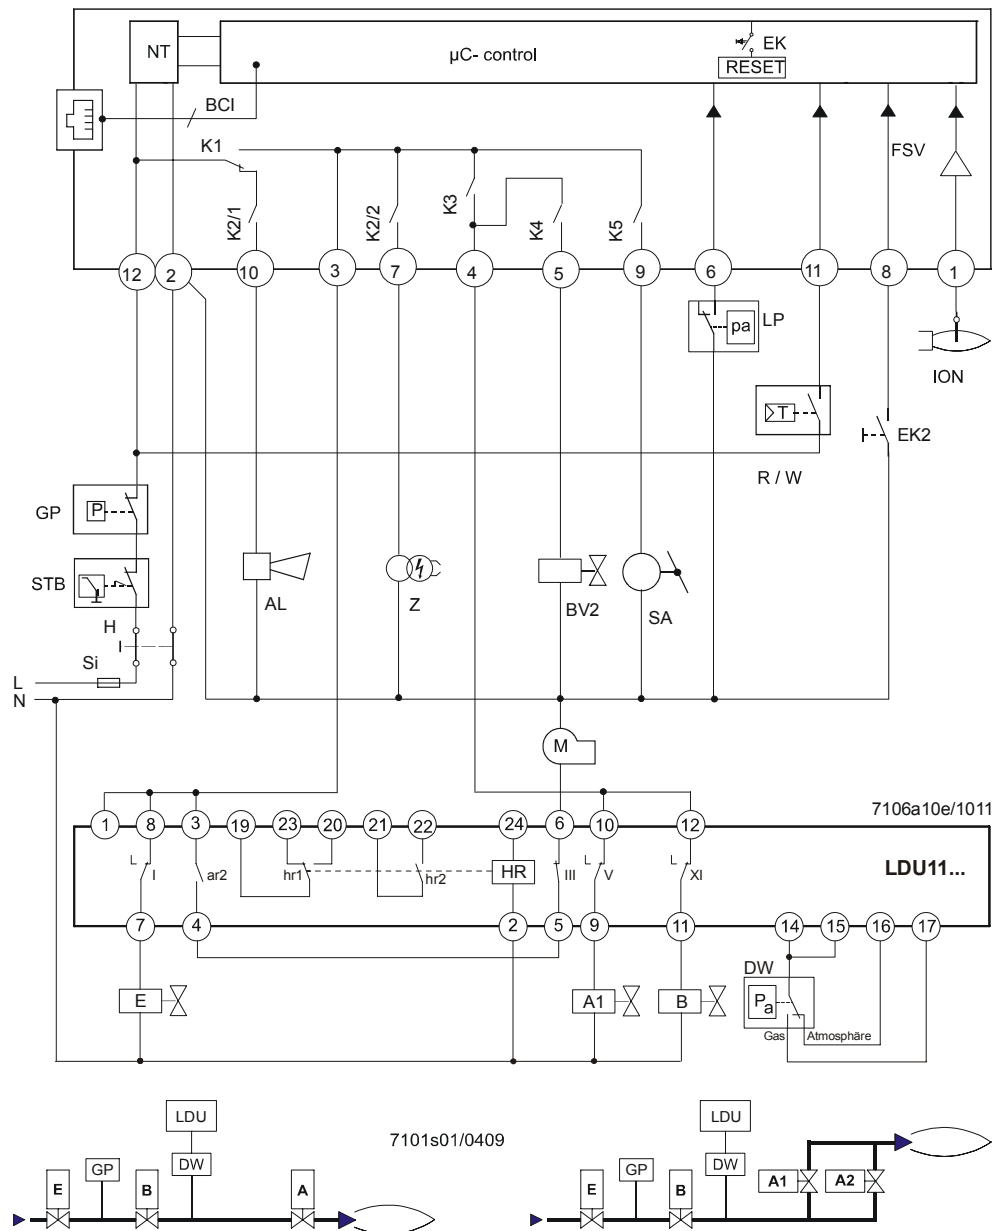 NT
µC- control
EK
RESET
BCI
K1
FSV
K2/1
K2/2
K3
K4
K5
12
2
10
3
7
4
5
9
6
11
8
1
pa
LP
ION
T
EK2
R / W
GP
P
STB
AL
Z
BV2
SA
H
Si
L
N
M
7106a10e/1011
1
8
3
19
23
20
21
22
24
6
10
12
LDU11...
L
I
ar2
hr1
hr2
HR
III
L
V
L
XI
7
4
2
5
9
11
14
15
16
17
E
A1
B
DW
Pa
Gas
Atmosphäre
LDU
7101s01/0409
LDU
E
GP
B
DW
A
E
GP
B
DW
A1
A2